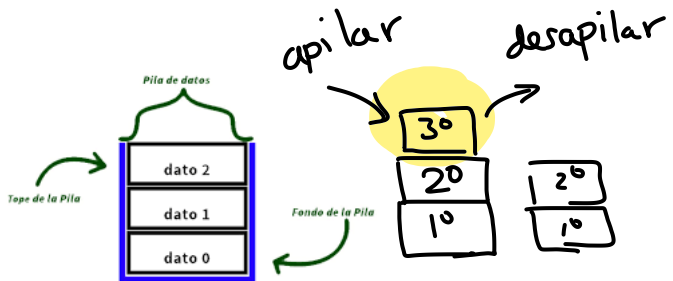 apilar
desapilar
Pila de datos
dato 2
dato 1
dato 0
Tope de la Pila
Fondo de la Pila
3º
2º
1º
2º
1º